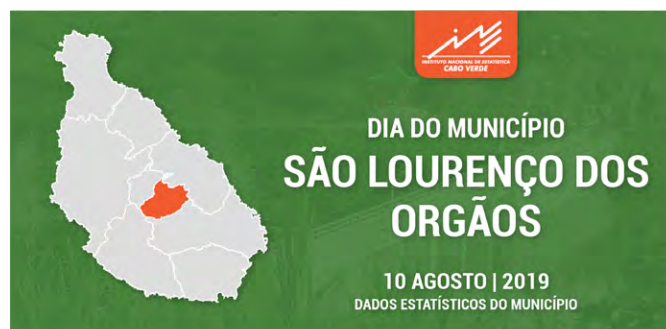 INSTITUTO NACIONAL DE ESTATÍSTICA
CABO VERDE
DIA DO MUNICÍPIO
SÃO LOURENÇO DOS
ORGÃOS
10 AGOSTO | 2019
DADOS ESTATÍSTICOS DO MUNICÍPIO